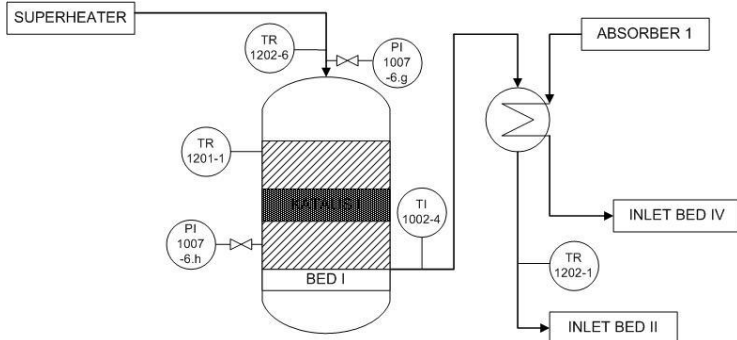 SUPERHEATER
TR
1202-6
PI
1007
-6.g
ABSORBER 1
TR
1201-1
KATALIS I
TI
1002-4
PI
1007
-6.h
BED I
INLET BED IV
TR
1202-1
INLET BED II